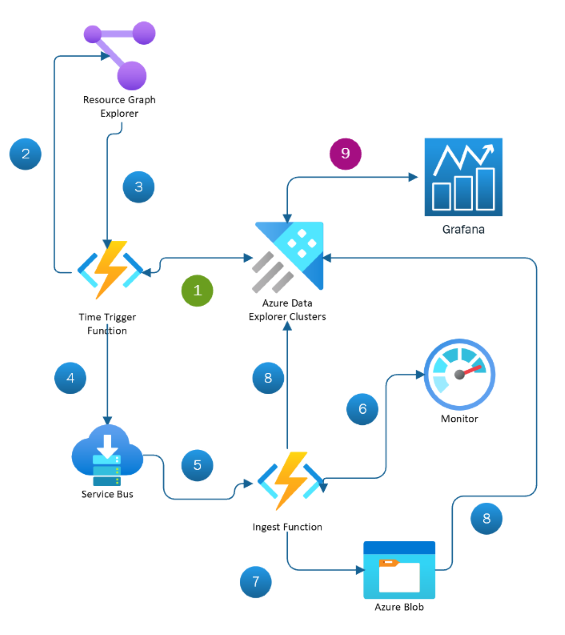 Resource Graph
Explorer
2
3
9
Grafana
1
Azure Data
Explorer Clusters
Time Trigger
Function
4
8
6
Monitor
5
Service Bus
Ingest Function
8
7
Azure Blob